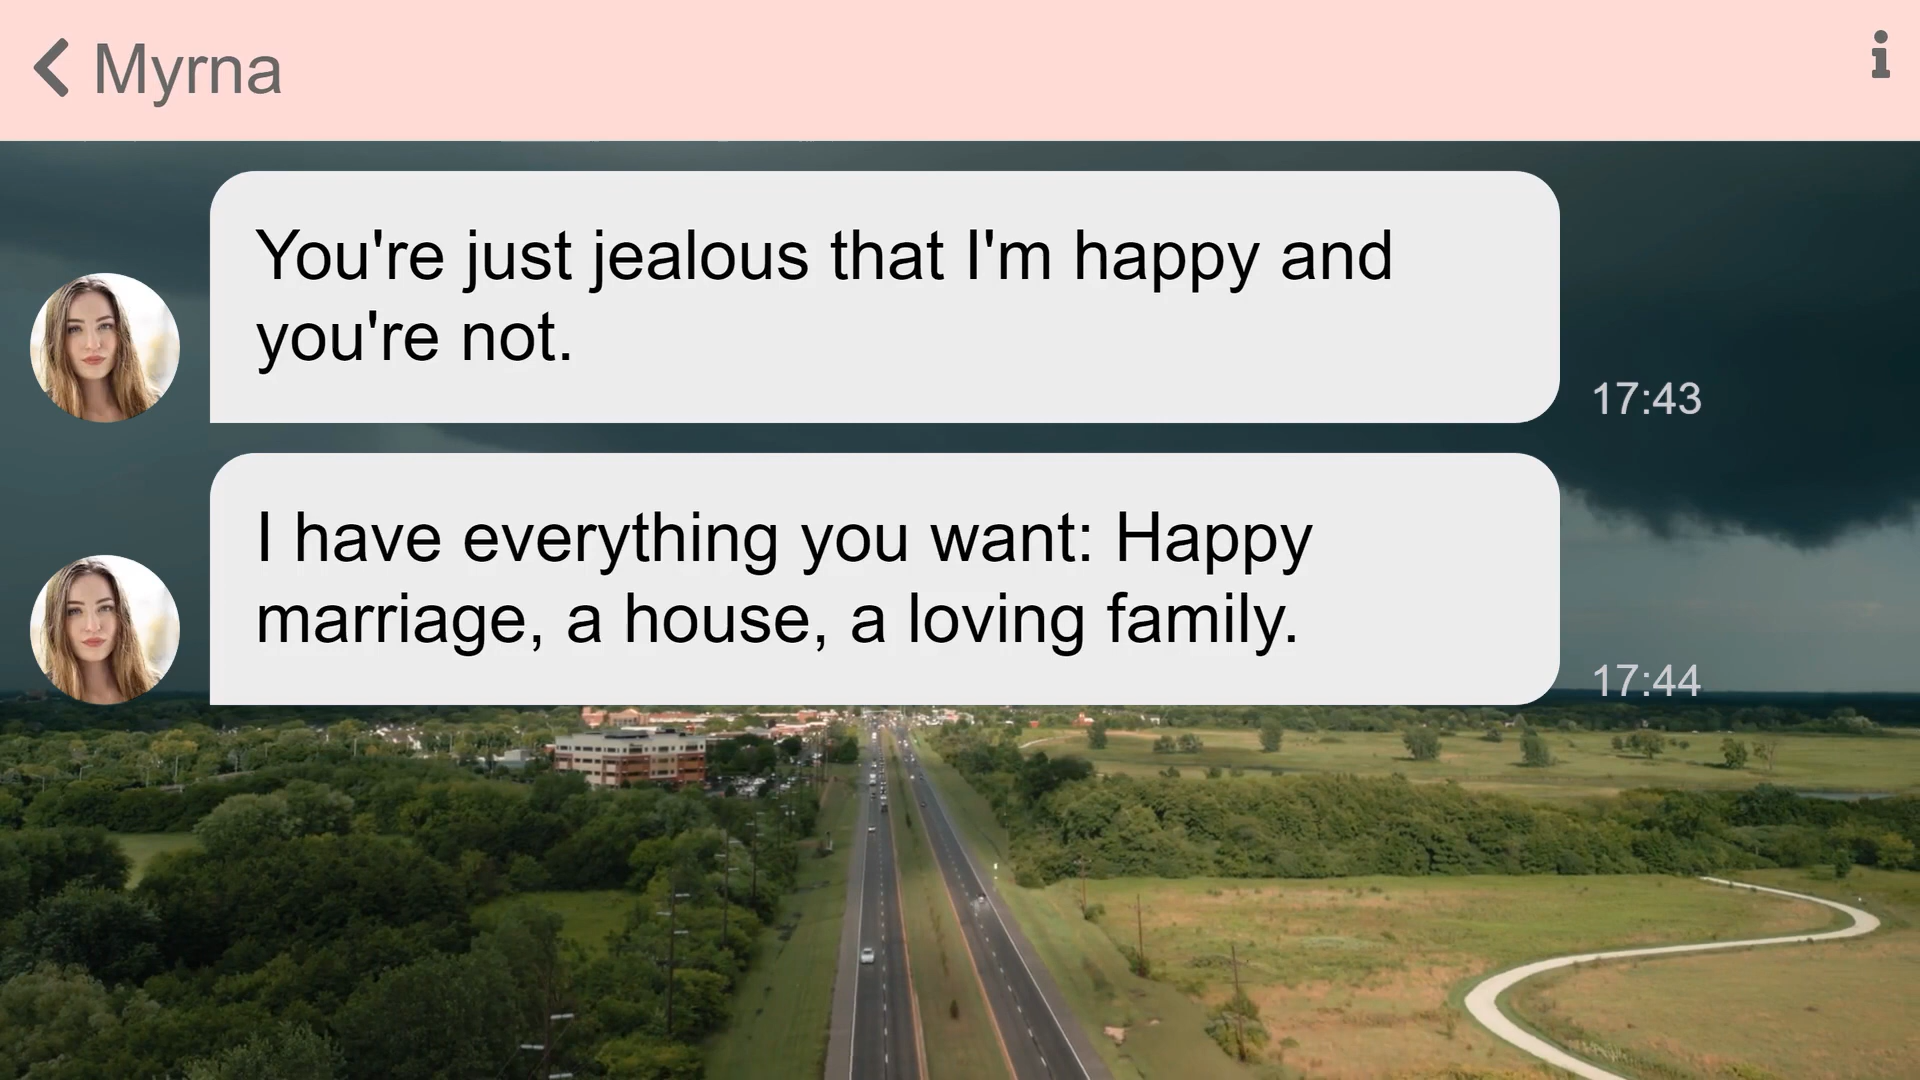 Myrna
You're just jealous that I'm happy and
you're not.
17:43
I have everything you want: Happy
marriage, a house, a loving family.
17:44